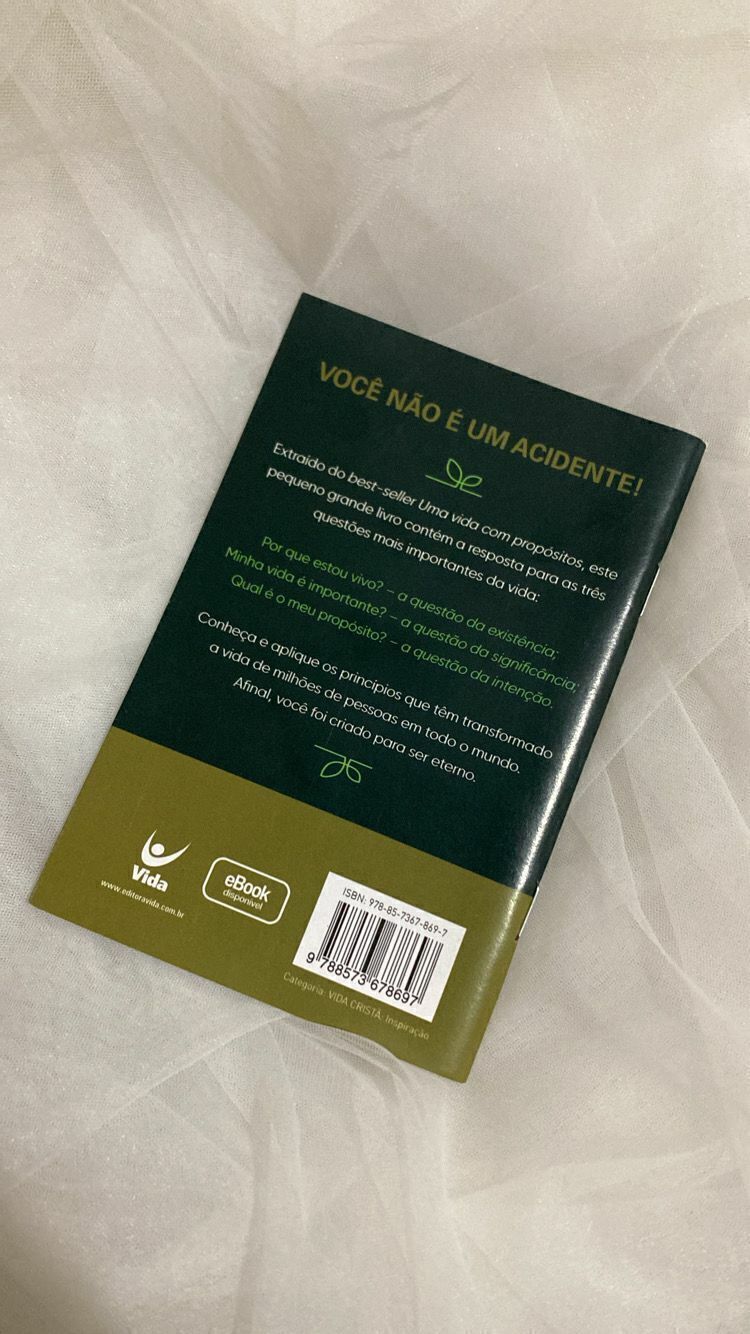 VOCÊ NÃO É UM ACIDENTE!
Extraído do best-seller Uma vida com propósitos, este
pequeno grande livro contém a resposta para as três
questões mais importantes da vida:
Por que estou vivo? – a questão da existência;
Minha vida é importante? – a questão da significância;
Qual é o meu propósito? – a questão da intenção.
Conheça e aplique os princípios que têm transformado
a vida de milhões de pessoas em todo o mundo.
Afinal, você foi criado para ser eterno.
Vida
www.editoravida.com.br
eBook
disponível
ISBN: 978-85-7367-869-7
9 788573 678697
Categoria: VIDA CRISTÃ: Inspiração